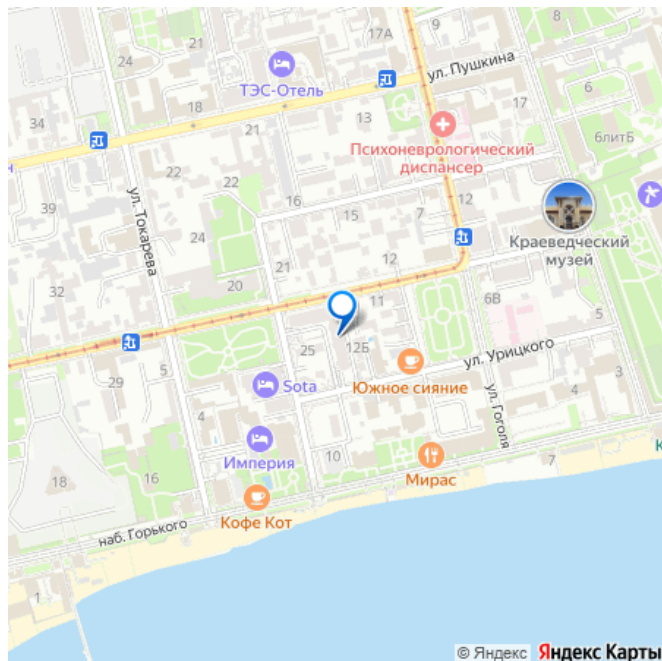 24
21
17А
ул. Пушкина
ТЭС-Отель
6
18
34
21
13
17
Психоневрологический
диспансер
6литБ
н
22
22
39
ул. Токарева
16
15
7
12
24
Краеведческий
музей
21
12
32
20
11
6В
ул. Урицкого
25
12Б
29
5
Sota
Южное сияние
4
3
ул. Гоголя
4
Империя
10
5
Мирас
К
16
18
7
Кофе Кот
наб. Горького
1
© Яндекс Яндекс Карты